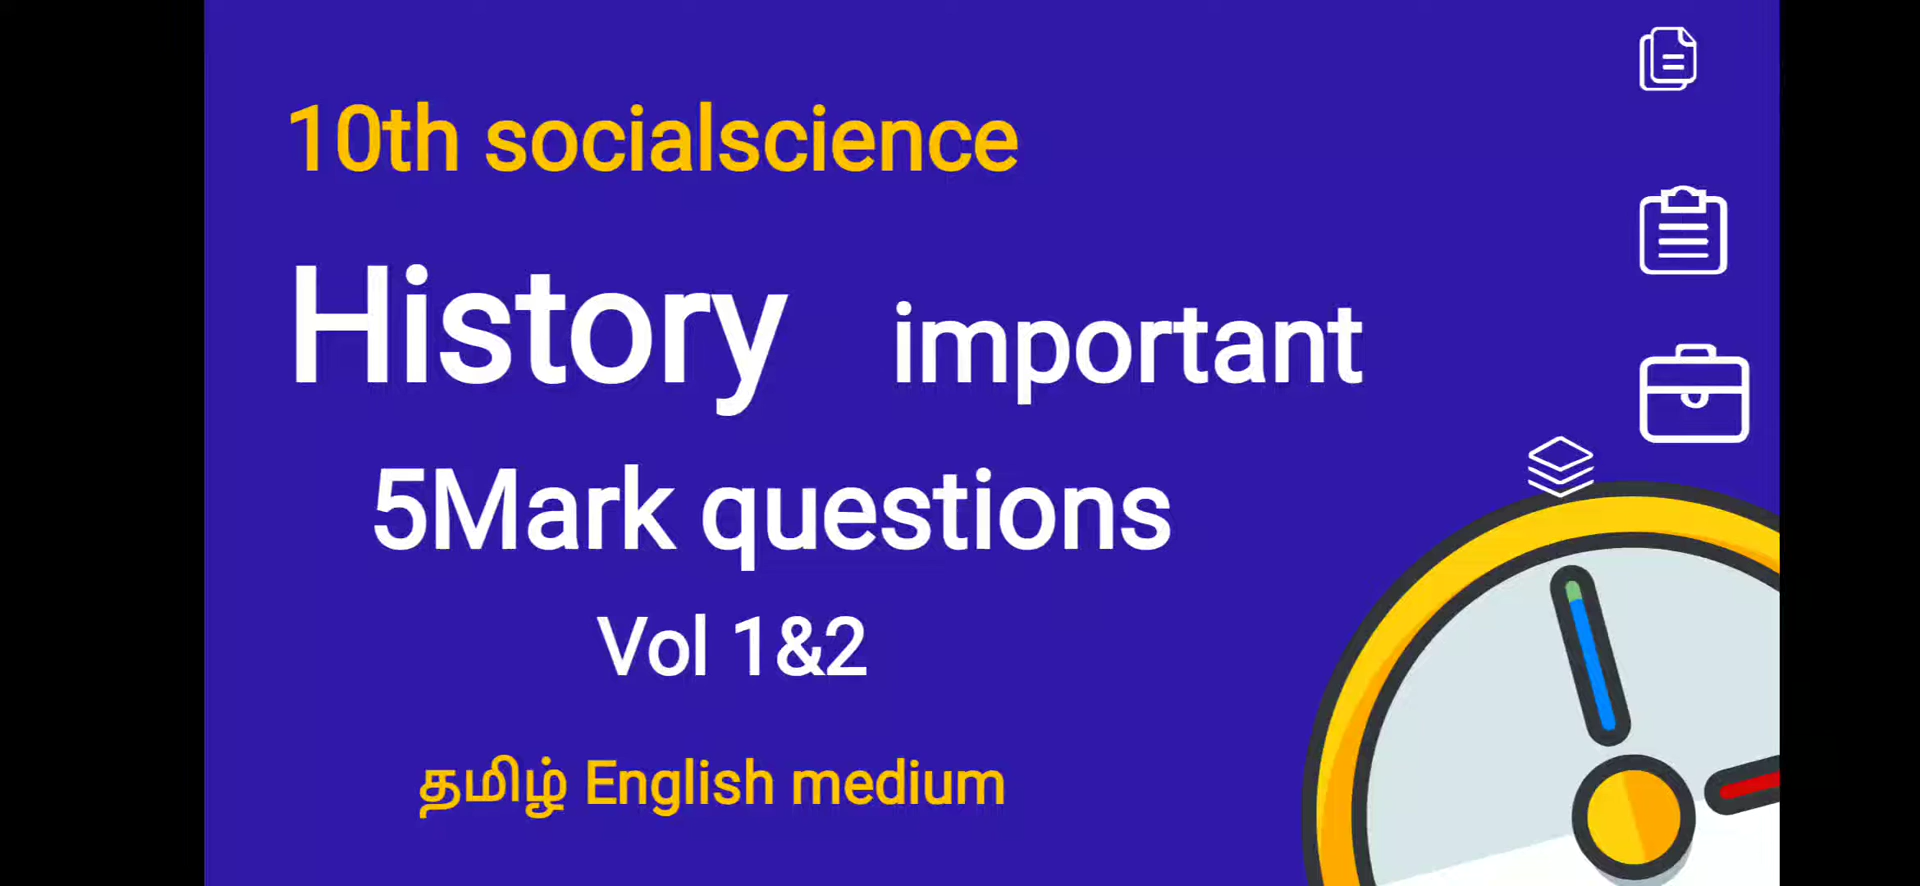 10th socialscience
History important
5Mark questions
Vol 1&2
தமிழ் English medium